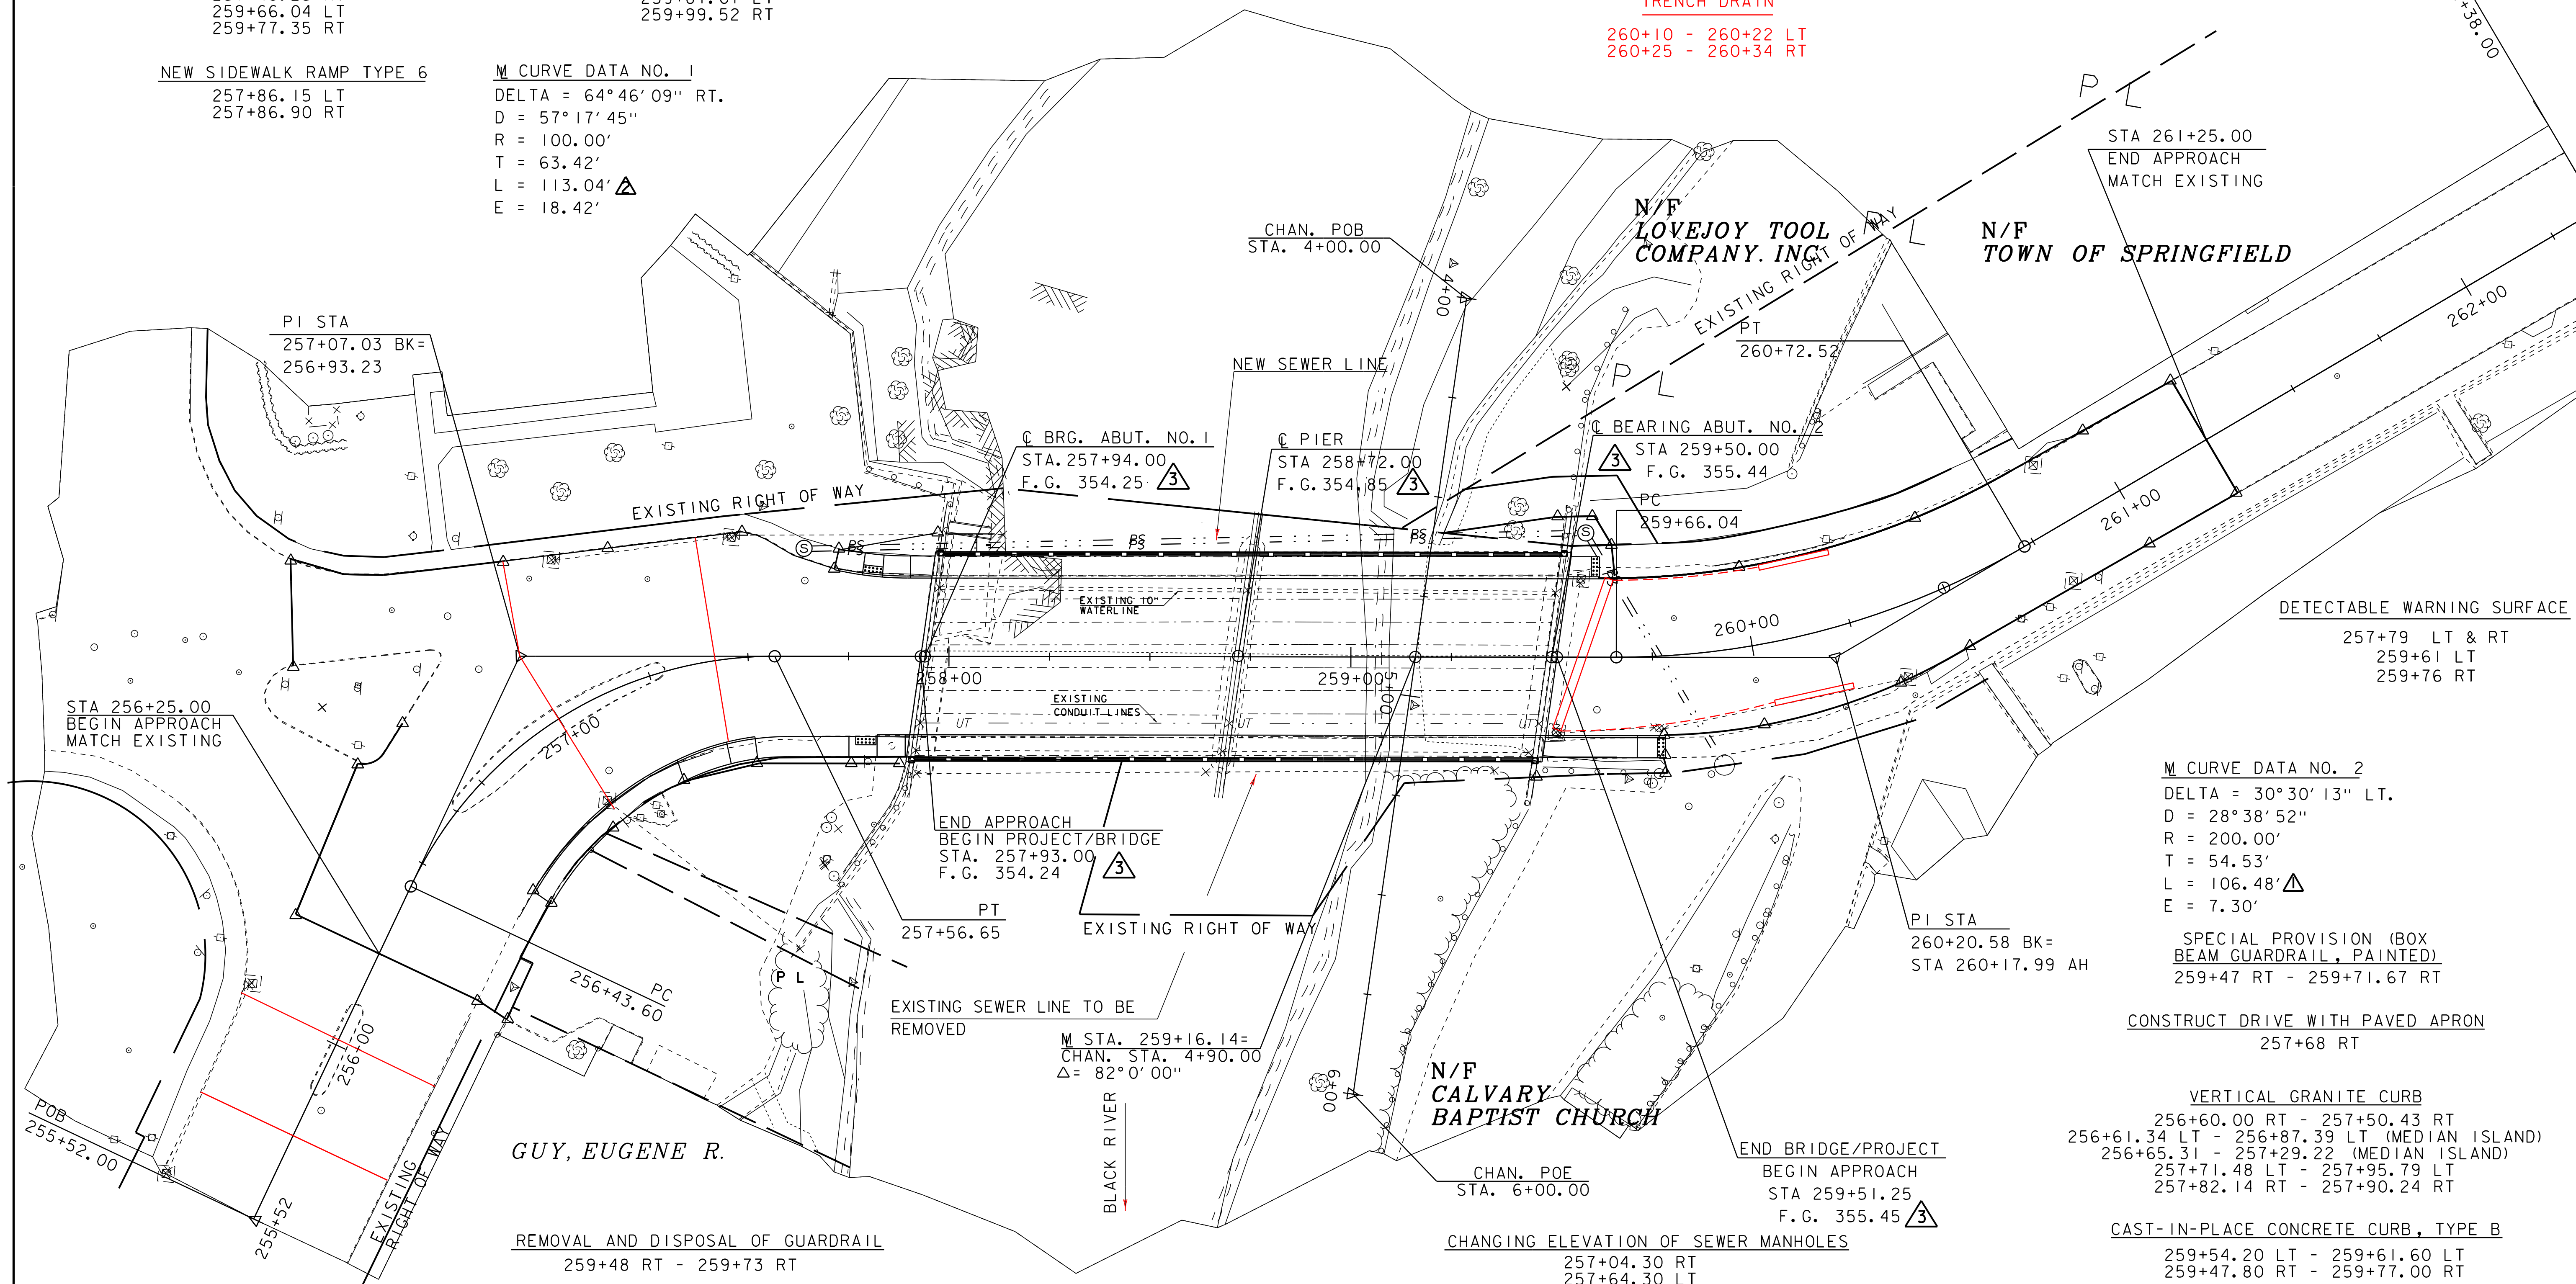 259+66.04 LT
259+77.35 RT
259+99.52 RT
NEW SIDEWALK RAMP TYPE 6
257+86.15 LT
257+86.90 RT
M CURVE DATA NO. 1
DELTA = 64°46'09" RT.
D = 57°17'45"
R = 100.00'
T = 63.42'
L = 113.04' 2
E = 18.42'
TRENCH DRAIN
260+10 - 260+22 LT
260+25 - 260+34 RT
+38.00
P L
STA 261+25.00
END APPROACH
MATCH EXISTING
N/F
LOVEJOY TOOL
COMPANY. INC.
N/F
TOWN OF SPRINGFIELD
EXISTING RIGHT OF WAY
P L
P L
CHAN. POB
STA. 4+00.00
4+00
PT
260+72.52
262+00
261+00
PI STA
257+07.03 BK=
256+93.23
NEW SEWER LINE
EXISTING RIGHT OF WAY
℄ BRG. ABUT. NO. 1
STA. 257+94.00
F.G. 354.25 3
℄ PIER
STA 258+72.00
F.G. 354.85 3
℄ BEARING ABUT. NO. 2
3 STA 259+50.00
F.G. 355.44
PC
259+66.04
S
PS
PS
PS
S
EXISTING 10"
WATERLINE
260+00
258+00
259+00
5+00
EXISTING
CONDUIT LINES
UT
UT
UT
DETECTABLE WARNING SURFACE
257+79 LT & RT
259+61 LT
259+76 RT
STA 256+25.00
BEGIN APPROACH
MATCH EXISTING
257+00
END APPROACH
BEGIN PROJECT/BRIDGE
STA. 257+93.00
F.G. 354.24 3
PT
257+56.65
EXISTING RIGHT OF WAY
M CURVE DATA NO. 2
DELTA = 30°30'13" LT.
D = 28°38'52"
R = 200.00'
T = 54.53'
L = 106.48' 1
E = 7.30'
PI STA
260+20.58 BK=
STA 260+17.99 AH
SPECIAL PROVISION (BOX
BEAM GUARDRAIL, PAINTED)
259+47 RT - 259+71.67 RT
PC
256+43.60
P L
EXISTING SEWER LINE TO BE
REMOVED
M STA. 259+16.14=
CHAN. STA. 4+90.00
Δ= 82°0'00"
256+00
CONSTRUCT DRIVE WITH PAVED APRON
257+68 RT
POB
255+52.00
BLACK RIVER
6+00
N/F
CALVARY
BAPTIST CHURCH
VERTICAL GRANITE CURB
256+60.00 RT - 257+50.43 RT
256+61.34 LT - 256+87.39 LT (MEDIAN ISLAND)
256+65.31 - 257+29.22 (MEDIAN ISLAND)
257+71.48 LT - 257+95.79 LT
257+82.14 RT - 257+90.24 RT
GUY, EUGENE R.
END BRIDGE/PROJECT
BEGIN APPROACH
STA 259+51.25
F.G. 355.45 3
CHAN. POE
STA. 6+00.00
255+52
EXISTING
RIGHT OF WAY
REMOVAL AND DISPOSAL OF GUARDRAIL
259+48 RT - 259+73 RT
CHANGING ELEVATION OF SEWER MANHOLES
257+04.30 RT
257+64.30 LT
CAST-IN-PLACE CONCRETE CURB, TYPE B
259+54.20 LT - 259+61.60 LT
259+47.80 RT - 259+77.00 RT